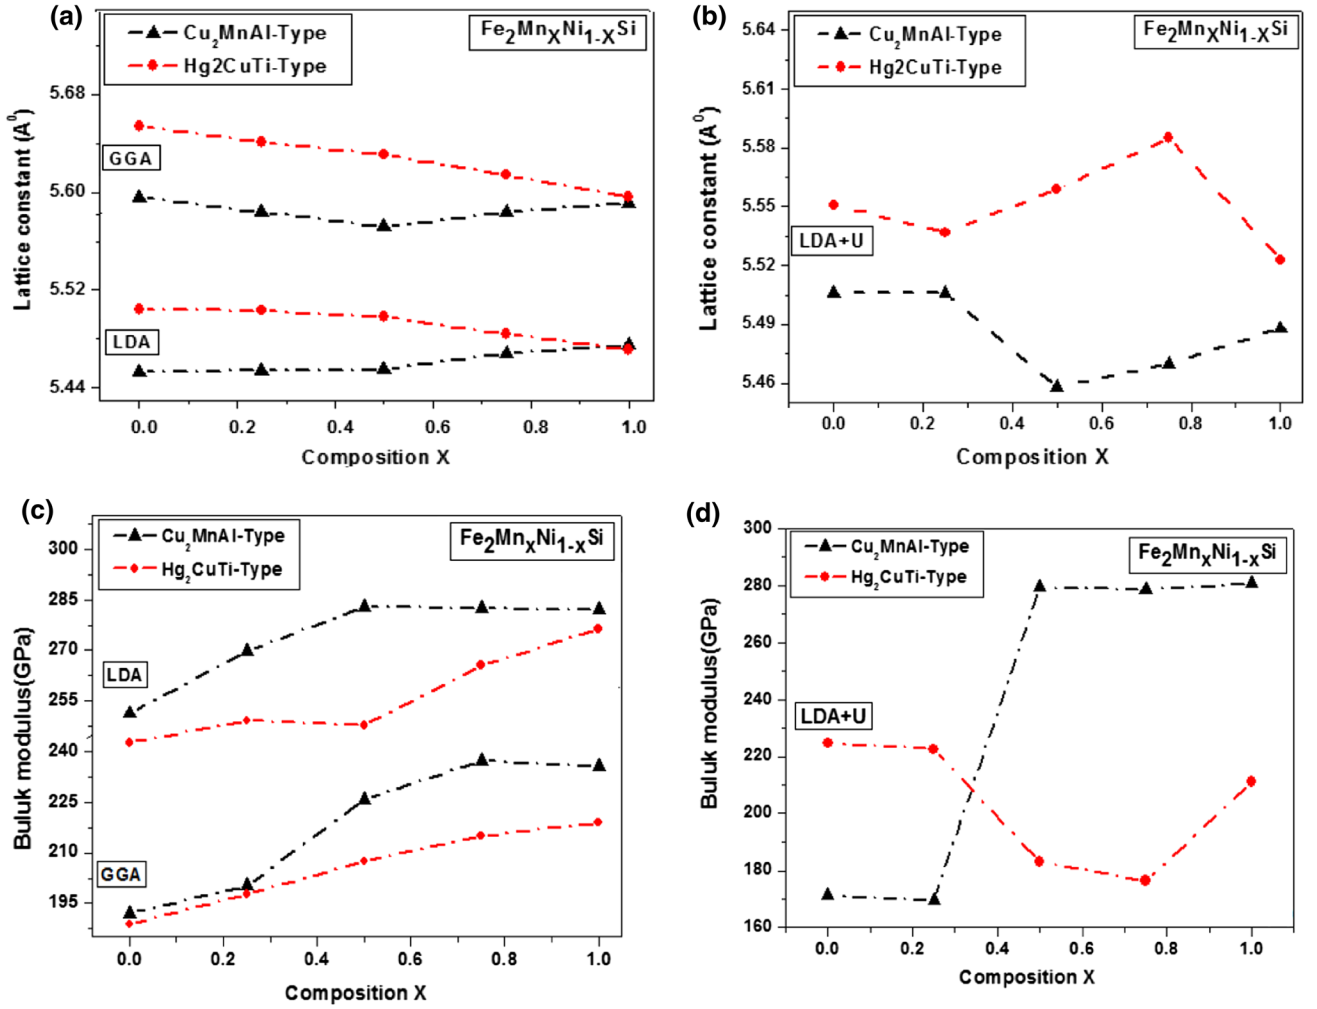 (a)
Cu2MnAl-Type
Hg2CuTi-Type
Fe2MnXNi1-XSi
5.68
5.60
5.52
5.44
GGA
LDA
Lattice constant (A0)
0.0 0.2 0.4 0.6 0.8 1.0
Composition X
(b)
Cu2MnAl-Type
Hg2CuTi-Type
Fe2MnXNi1-XSi
5.64
5.61
5.58
5.55
5.52
5.49
5.46
LDA+U
Lattice constant (A0)
0.0 0.2 0.4 0.6 0.8 1.0
Composition X
(c)
Cu2MnAl-Type
Hg2CuTi-Type
Fe2MnxNi1-xSi
300
285
270
255
240
225
210
195
LDA
GGA
Buluk modulus(GPa)
0.0 0.2 0.4 0.6 0.8 1.0
Composition X
(d)
Cu2MnAl-Type
Hg2CuTi-Type
Fe2MnxNi1-xSi
300
280
260
240
220
200
180
160
LDA+U
Buluk modulus(GPa)
0.0 0.2 0.4 0.6 0.8 1.0
Composition X